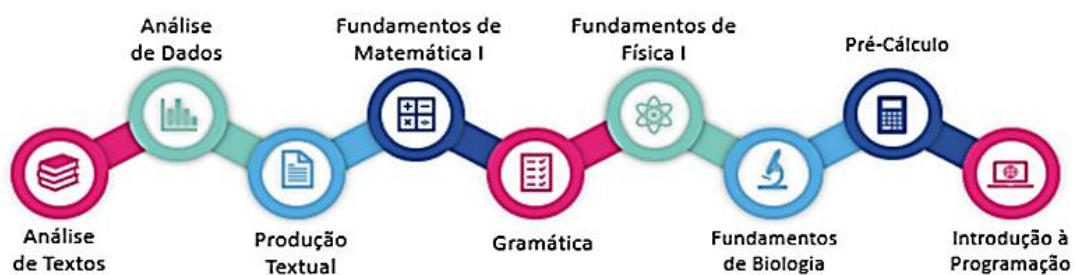 Análise
de Textos
Análise
de Dados
Produção
Textual
Fundamentos de
Matemática I
Gramática
Fundamentos de
Física I
Fundamentos
de Biologia
Pré-Cálculo
Introdução à
Programação